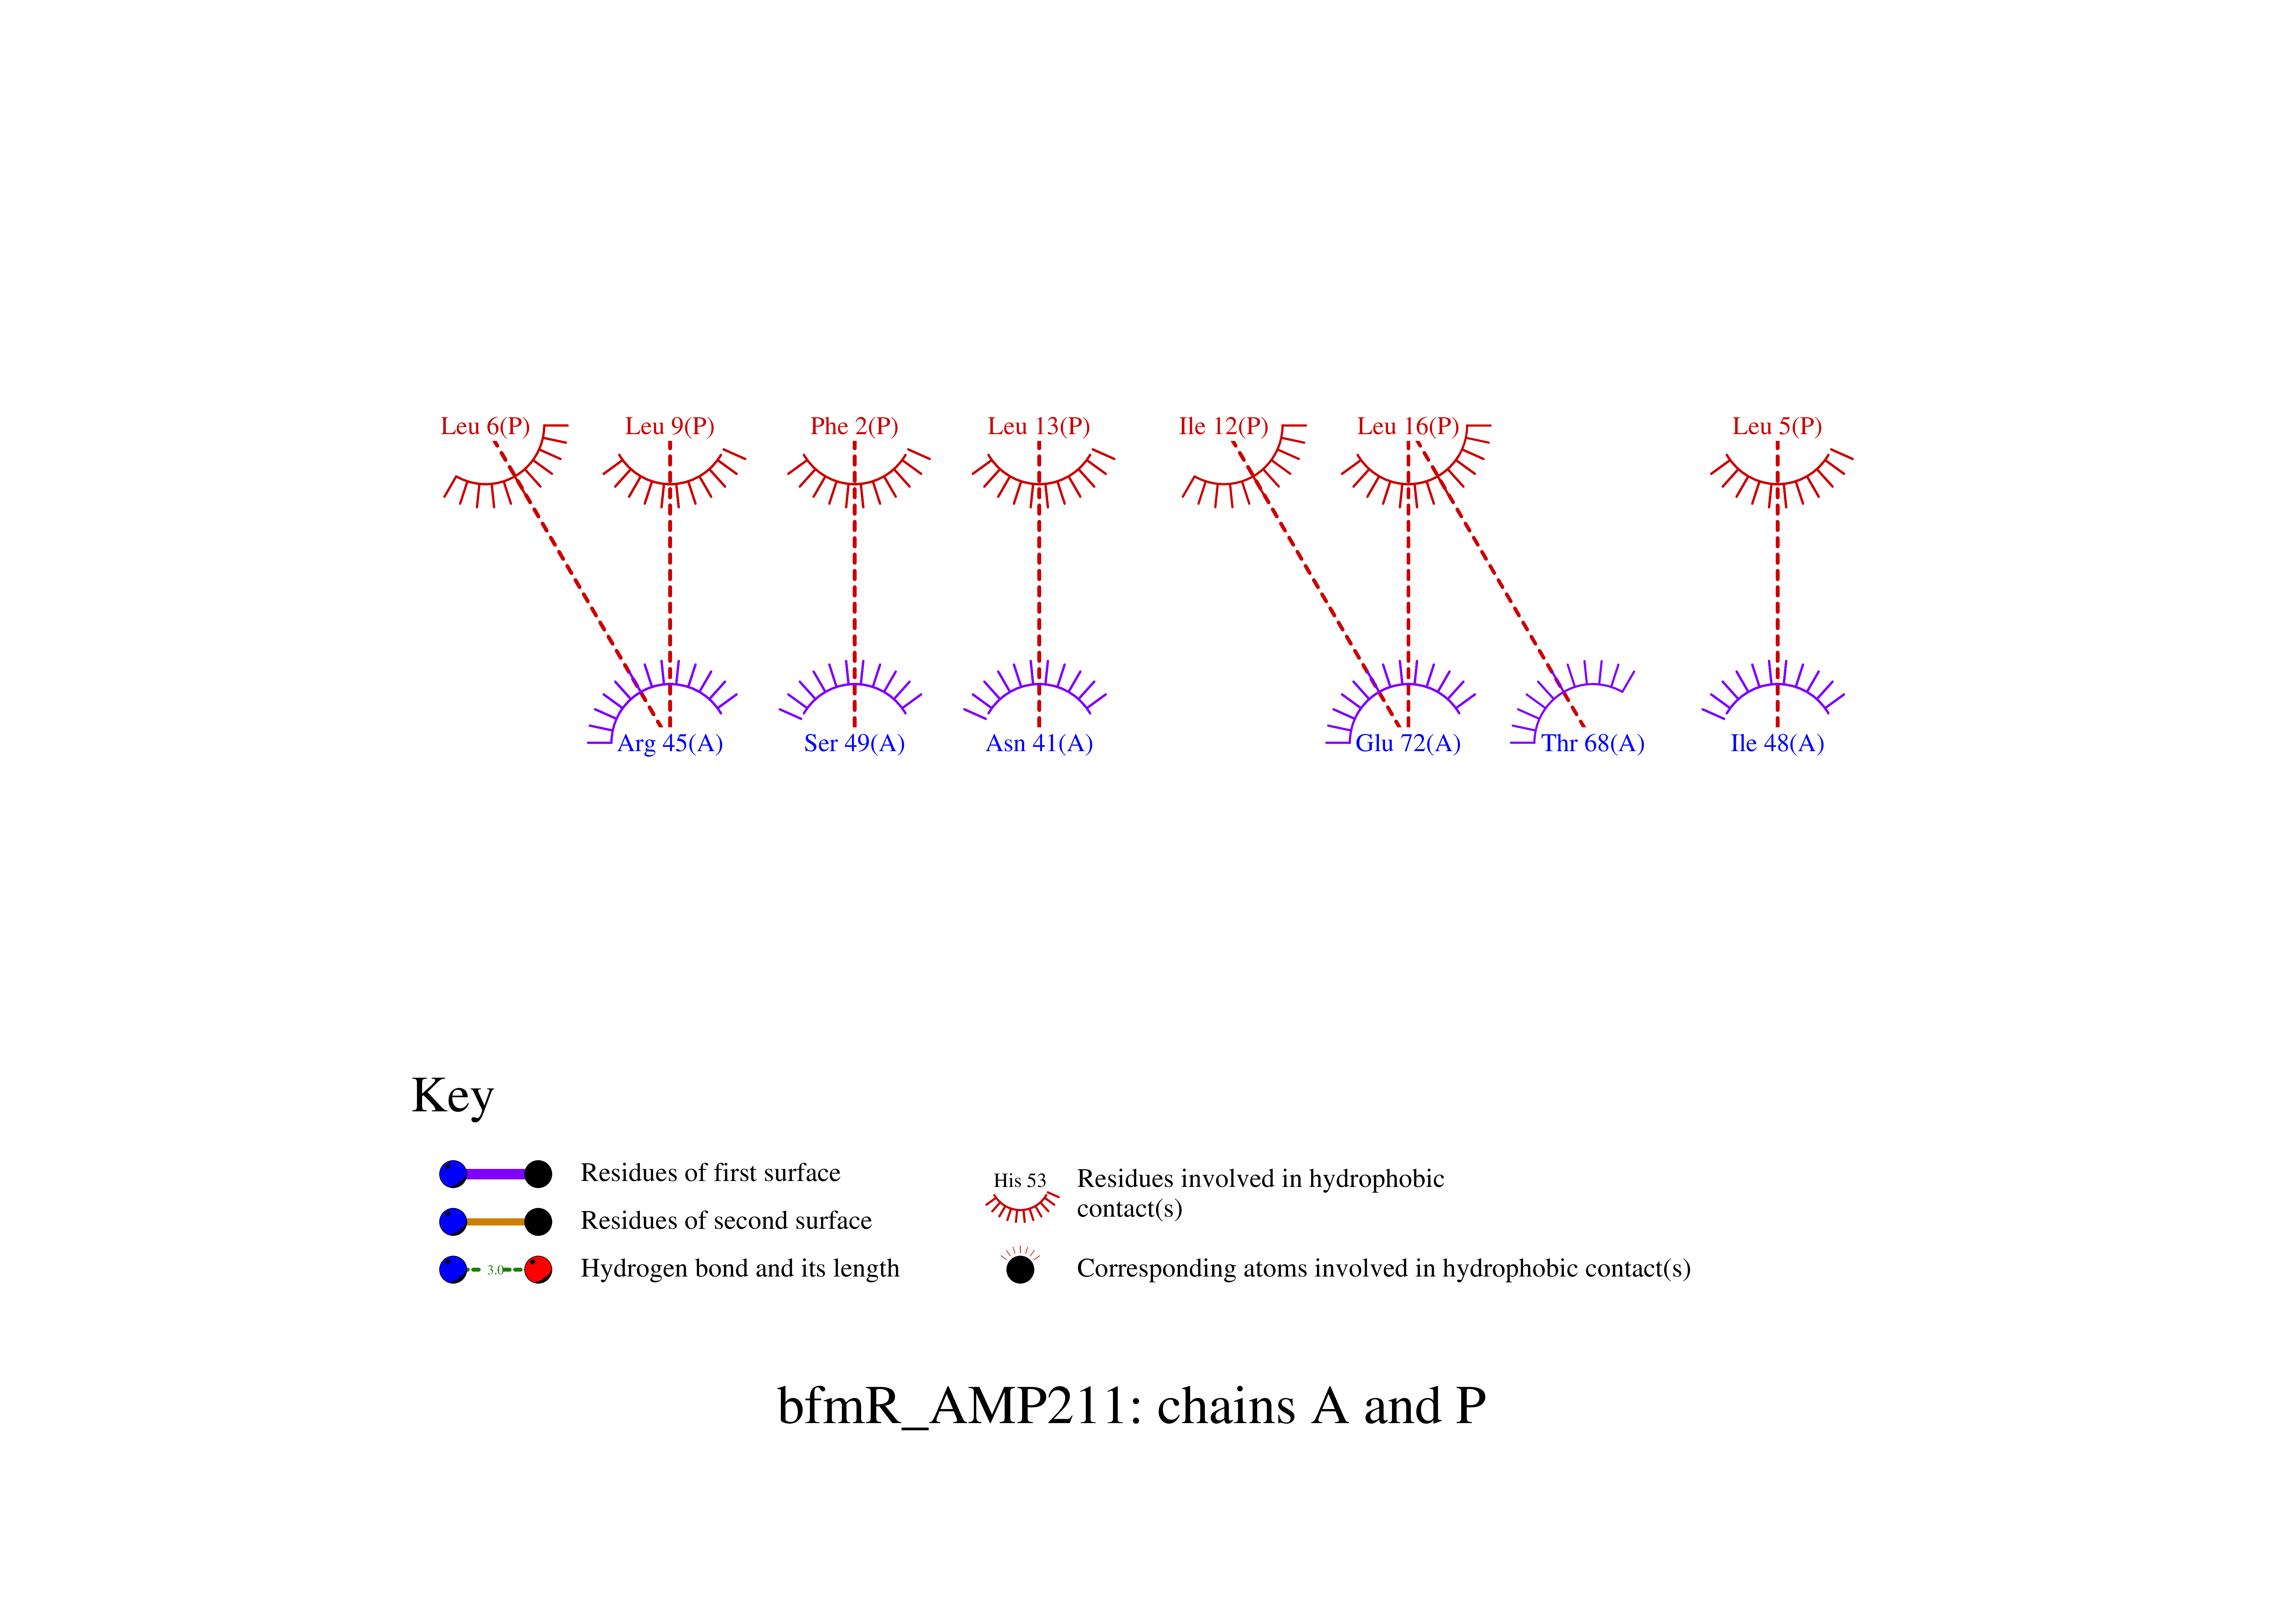 Leu 6(P) Leu 9(P) Phe 2(P) Leu 13(P) Ile 12(P) Leu 16(P) Leu 5(P)
Arg 45(A) Ser 49(A) Asn 41(A) Glu 72(A) Thr 68(A) Ile 48(A)
Key
Residues of first surface
Residues of second surface
3.0
Hydrogen bond and its length
His 53
Residues involved in hydrophobic
contact(s)
Corresponding atoms involved in hydrophobic contact(s)
bfmR_AMP211: chains A and P